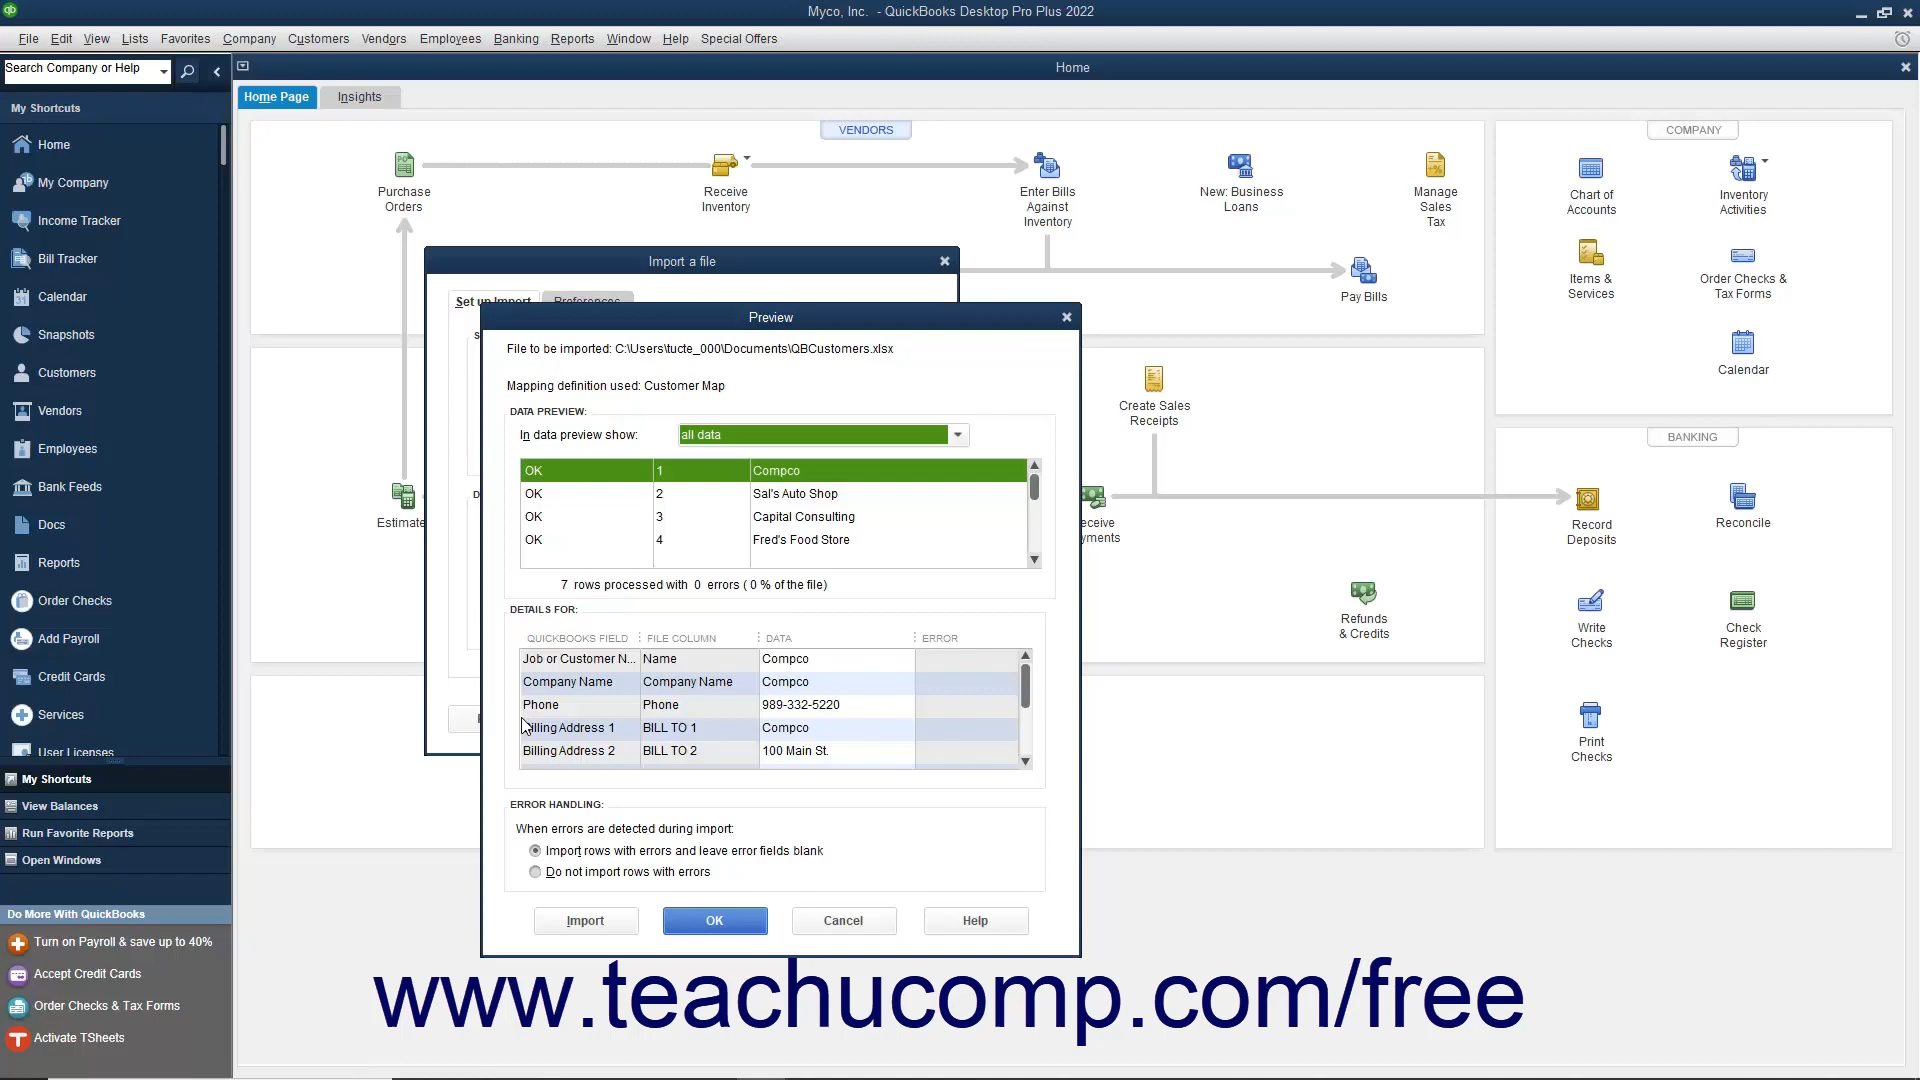 Myco, Inc. - QuickBooks Desktop Pro Plus 2022
File Edit View Lists Favorites Company Customers Vendors Employees Banking Reports Window Help Special Offers
Search Company or Help
Home
Home Page
Insights
My Shortcuts
Home
My Company
Income Tracker
Bill Tracker
Calendar
Snapshots
Customers
Vendors
Employees
Bank Feeds
Docs
Reports
Order Checks
Add Payroll
Credit Cards
Services
User Licenses
My Shortcuts
View Balances
Run Favorite Reports
Open Windows
Do More With QuickBooks
Turn on Payroll & save up to 40%
Accept Credit Cards
Order Checks & Tax Forms
Activate TSheets
VENDORS
Purchase
Orders
Receive
Inventory
Enter Bills
Against
Inventory
New: Business
Loans
Manage
Sales
Tax
Pay Bills
Estimate
Create Sales
Receipts
eceive
yments
Refunds
& Credits
COMPANY
Chart of
Accounts
Inventory
Activities
Items &
Services
Order Checks &
Tax Forms
Calendar
BANKING
Record
Deposits
Reconcile
Write
Checks
Check
Register
Print
Checks
Import a file
Set up Import
Preferences
Preview
File to be imported: C:\Users\tucte_000\Documents\QBCustomers.xlsx
Mapping definition used: Customer Map
DATA PREVIEW:
In data preview show: all data
OK 1 Compco
OK 2 Sal's Auto Shop
OK 3 Capital Consulting
OK 4 Fred's Food Store
7 rows processed with 0 errors ( 0 % of the file)
DETAILS FOR:
QUICKBOOKS FIELD FILE COLUMN DATA ERROR
Job or Customer N... Name Compco
Company Name Company Name Compco
Phone Phone 989-332-5220
illing Address 1 BILL TO 1 Compco
Billing Address 2 BILL TO 2 100 Main St.
ERROR HANDLING:
When errors are detected during import:
Import rows with errors and leave error fields blank
Do not import rows with errors
Import OK Cancel Help
www.teachucomp.com/free